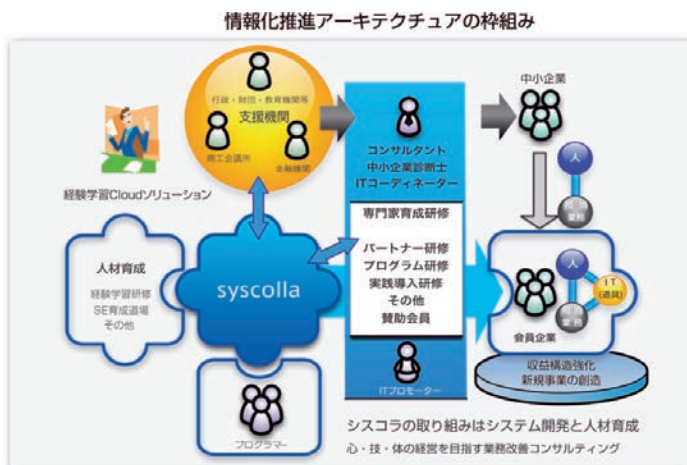 情報化推進アーキテクチュアの枠組み
行政・財団・教育機関等
支援機関
商工会議所
金融機関
経験学習Cloudソリューション
コンサルタント
中小企業診断士
ITコーディネーター
中小企業
人
業務
専門家育成研修
パートナー研修
プログラム研修
実践導入研修
その他
賛助会員
人材育成
経験学習研修
SE育成道場
その他
syscolla
人
IT
(道具)
業務
会員企業
収益構造強化
新規事業の創造
ITプロモーター
プログラマー
シスコラの取り組みはシステム開発と人材育成
心・技・体の経営を目指す業務改善コンサルティング